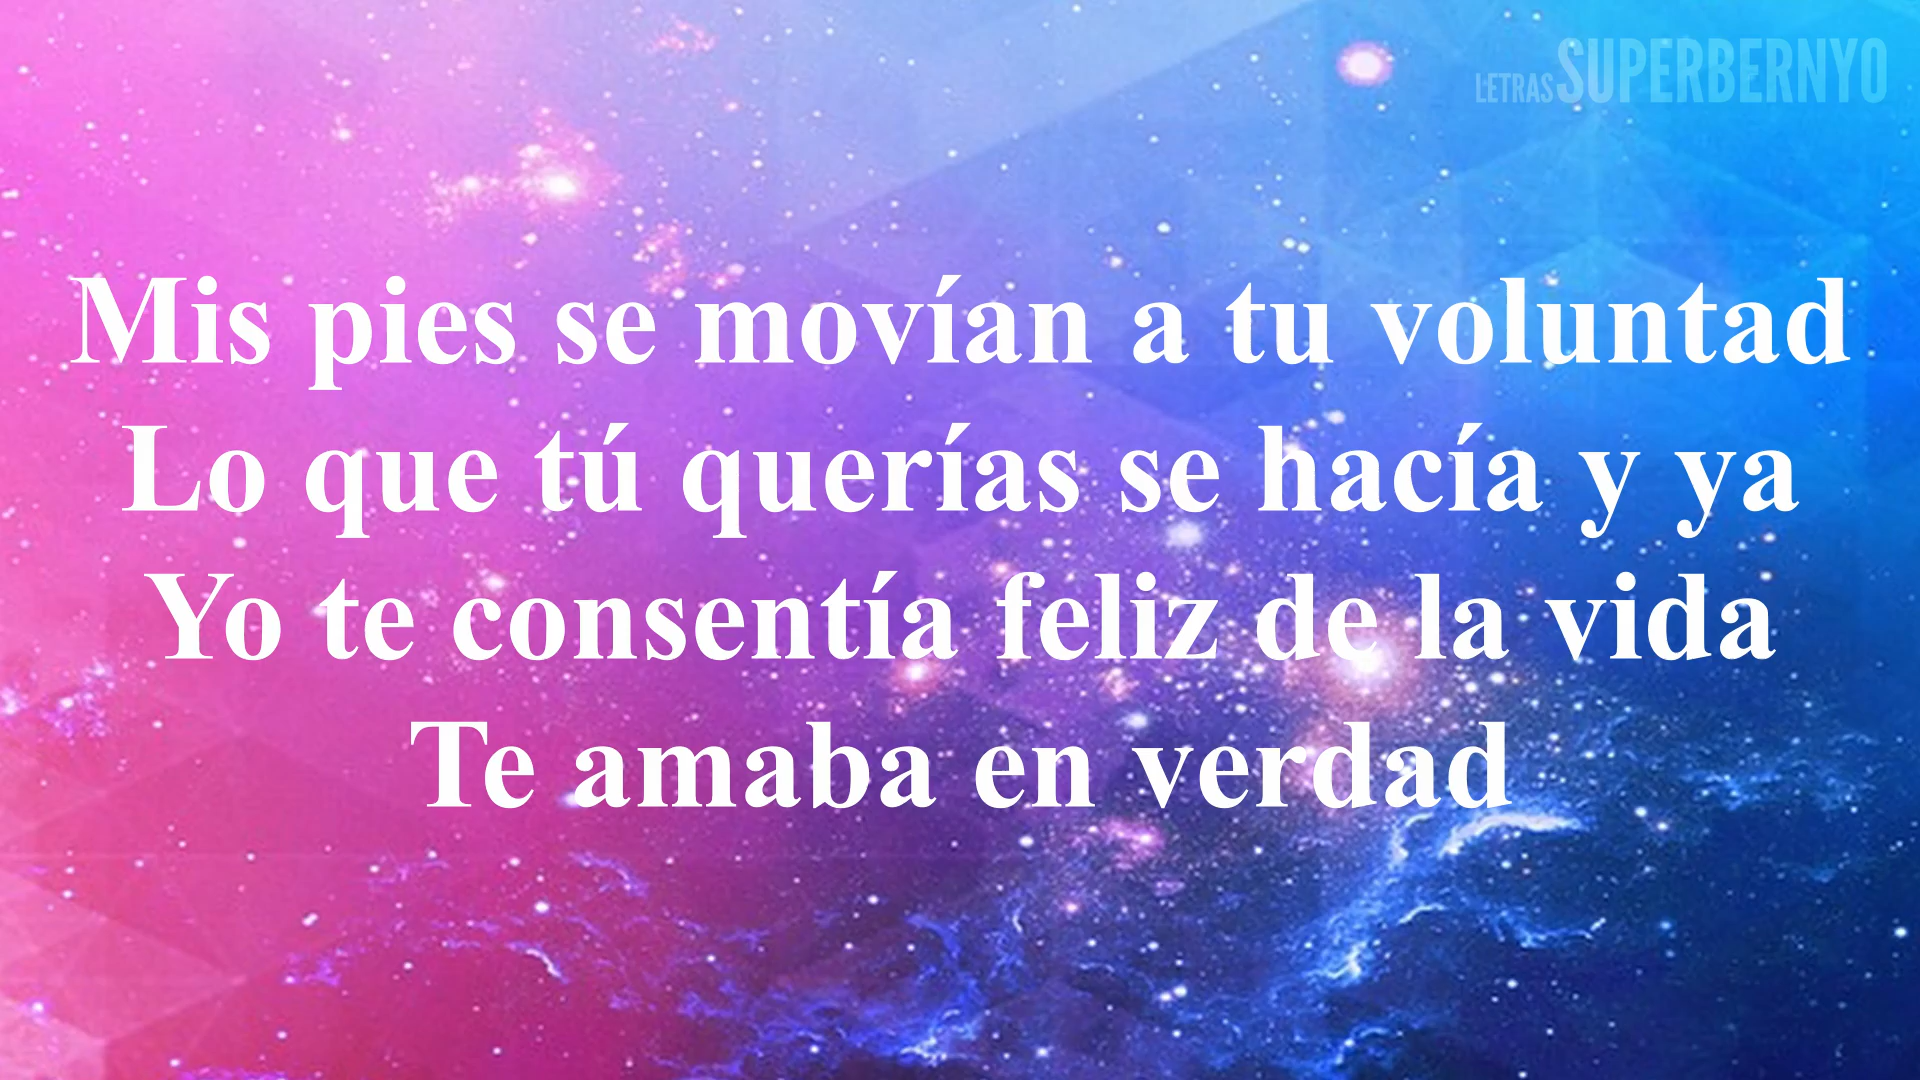 LETRAS SUPERBERNYO
Mis pies se movían a tu voluntad
Lo que tú querías se hacía y ya
Yo te consentía feliz de la vida
Te amaba en verdad